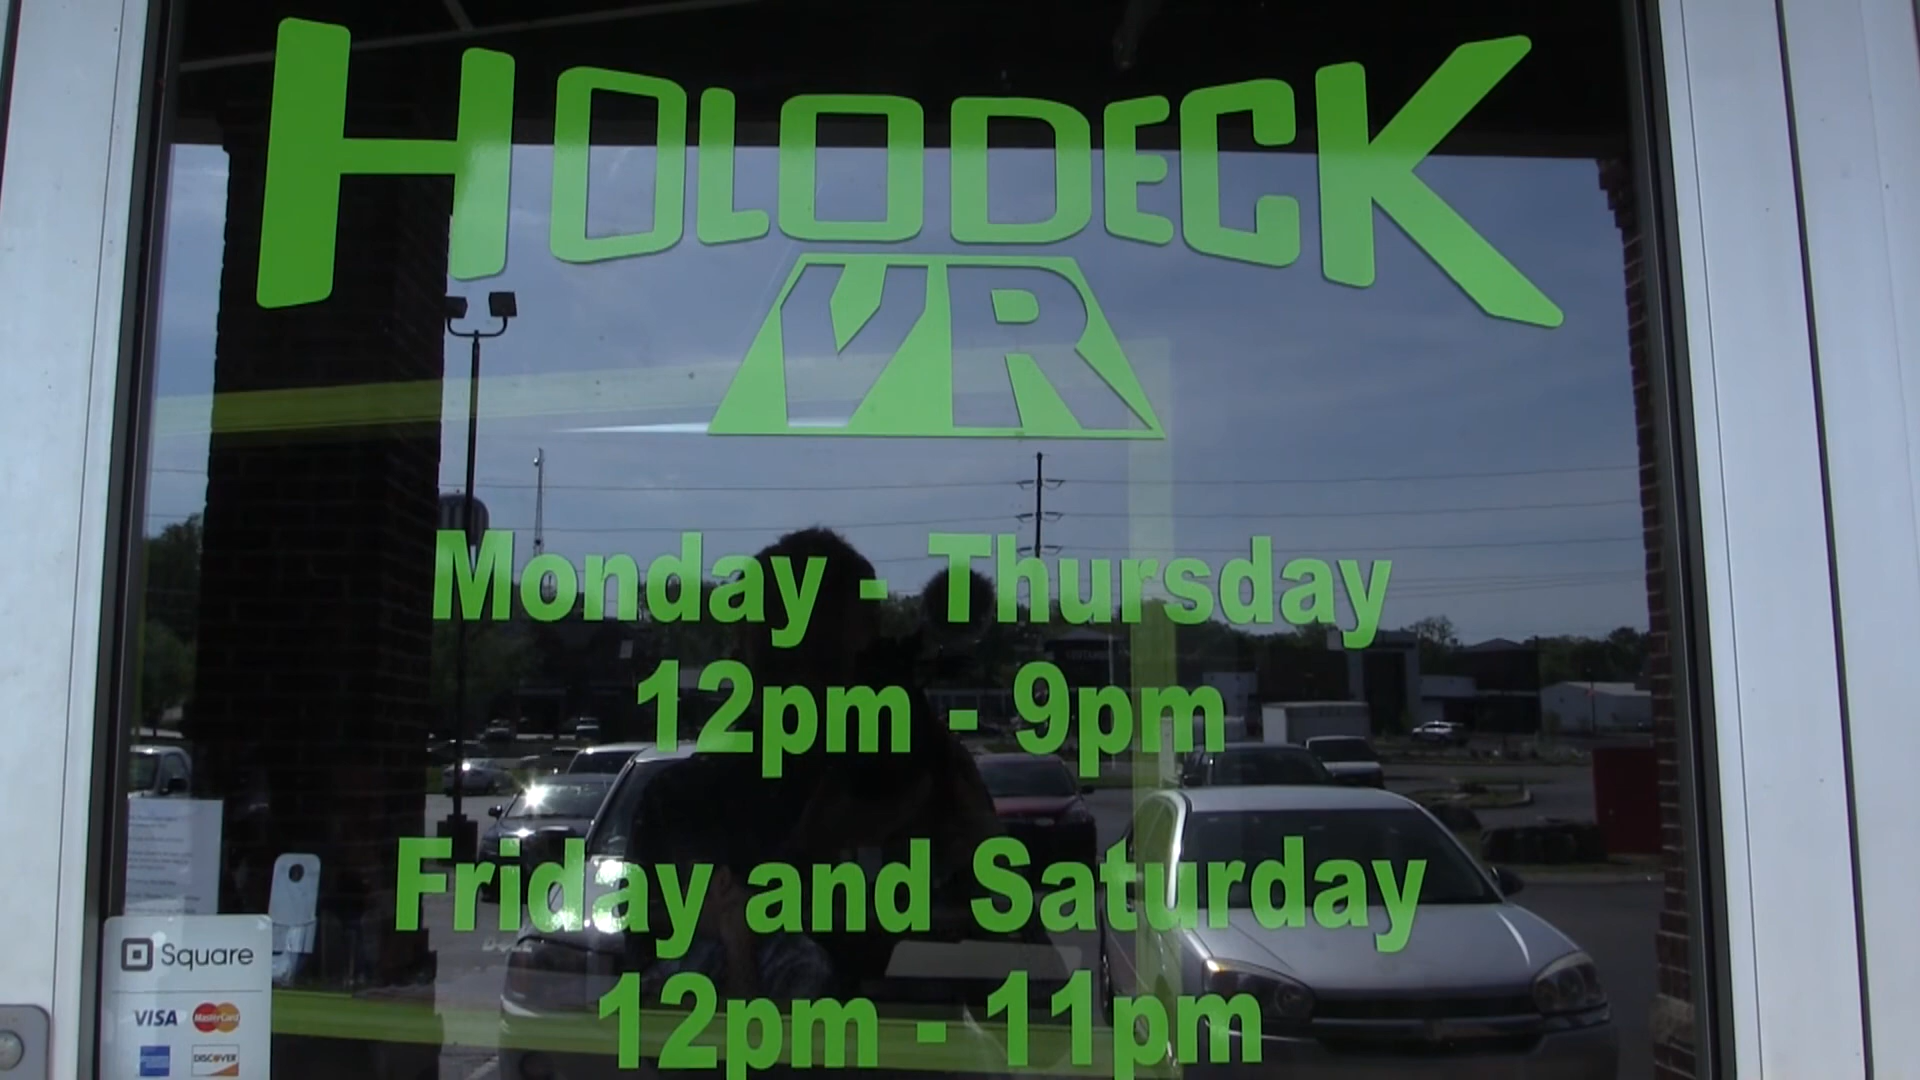 HOLODECK
VR
Monday - Thursday
12pm - 9pm
Friday and Saturday
12pm - 11pm
Square
VISA MasterCard
DISCOVER